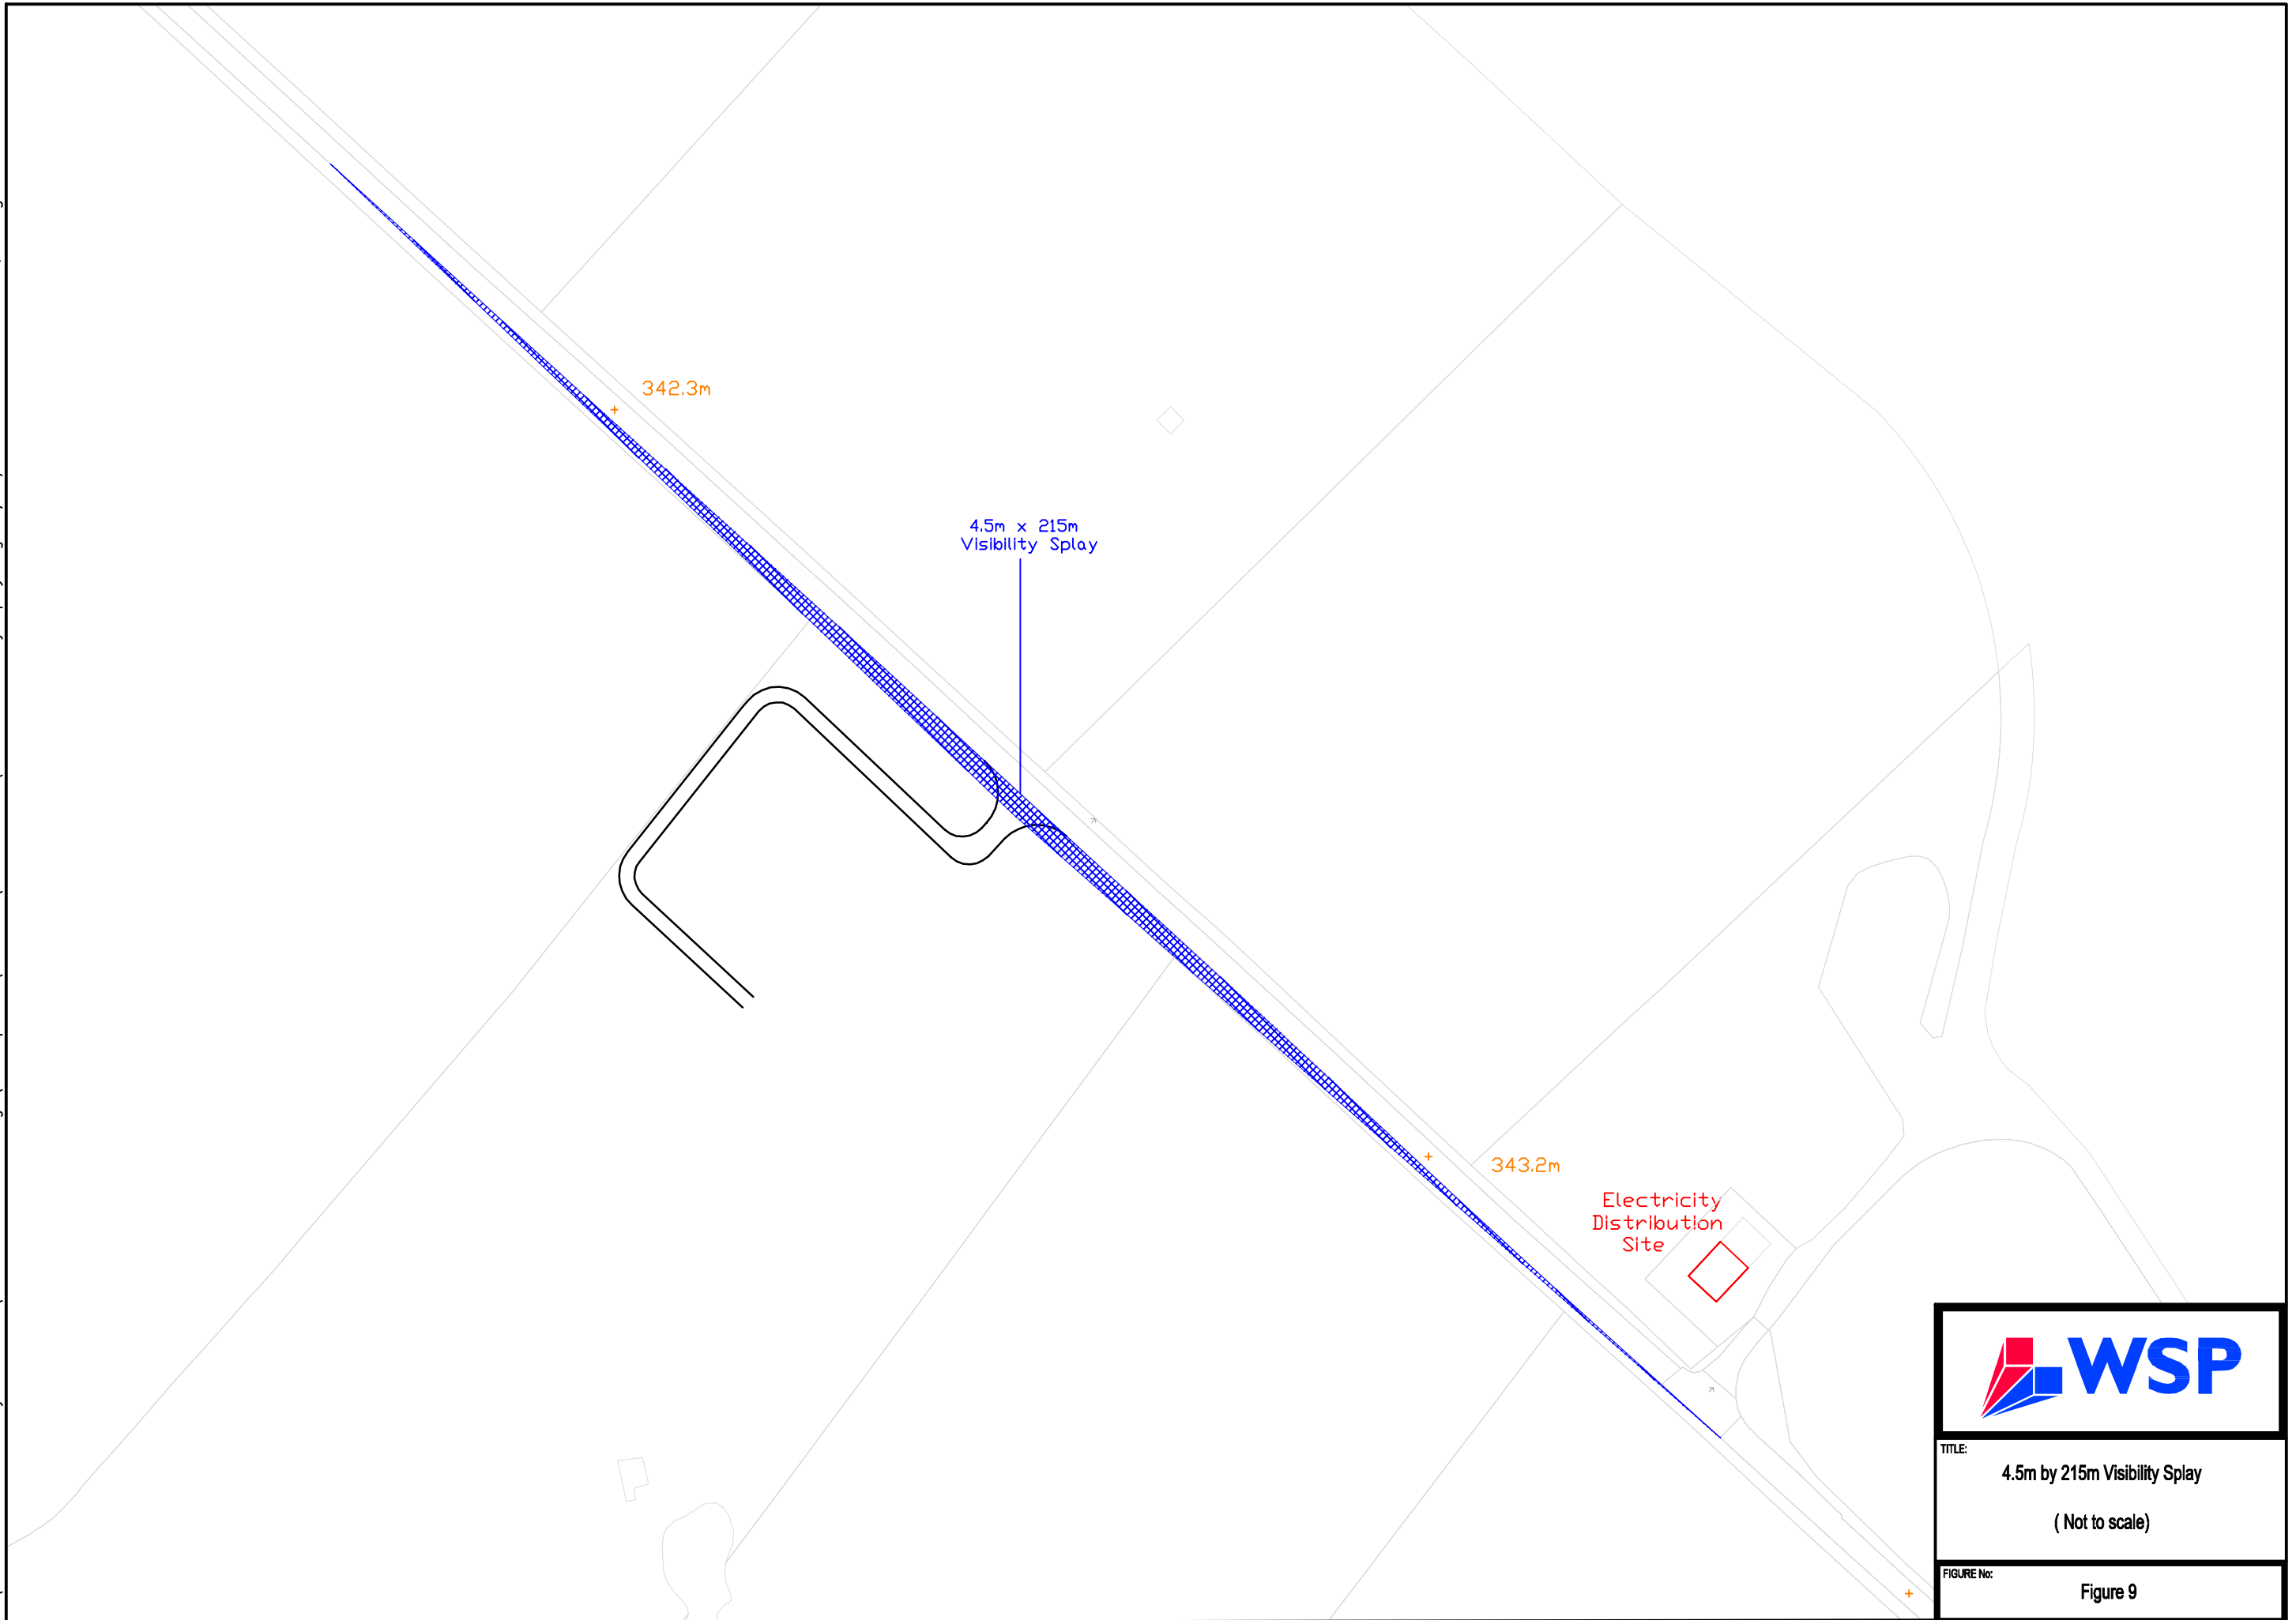 342.3m
4.5m x 215m
Visibility Splay
343.2m
Electricity
Distribution
Site
WSP
TITLE:
4.5m by 215m Visibility Splay
( Not to scale)
FIGURE No:
Figure 9